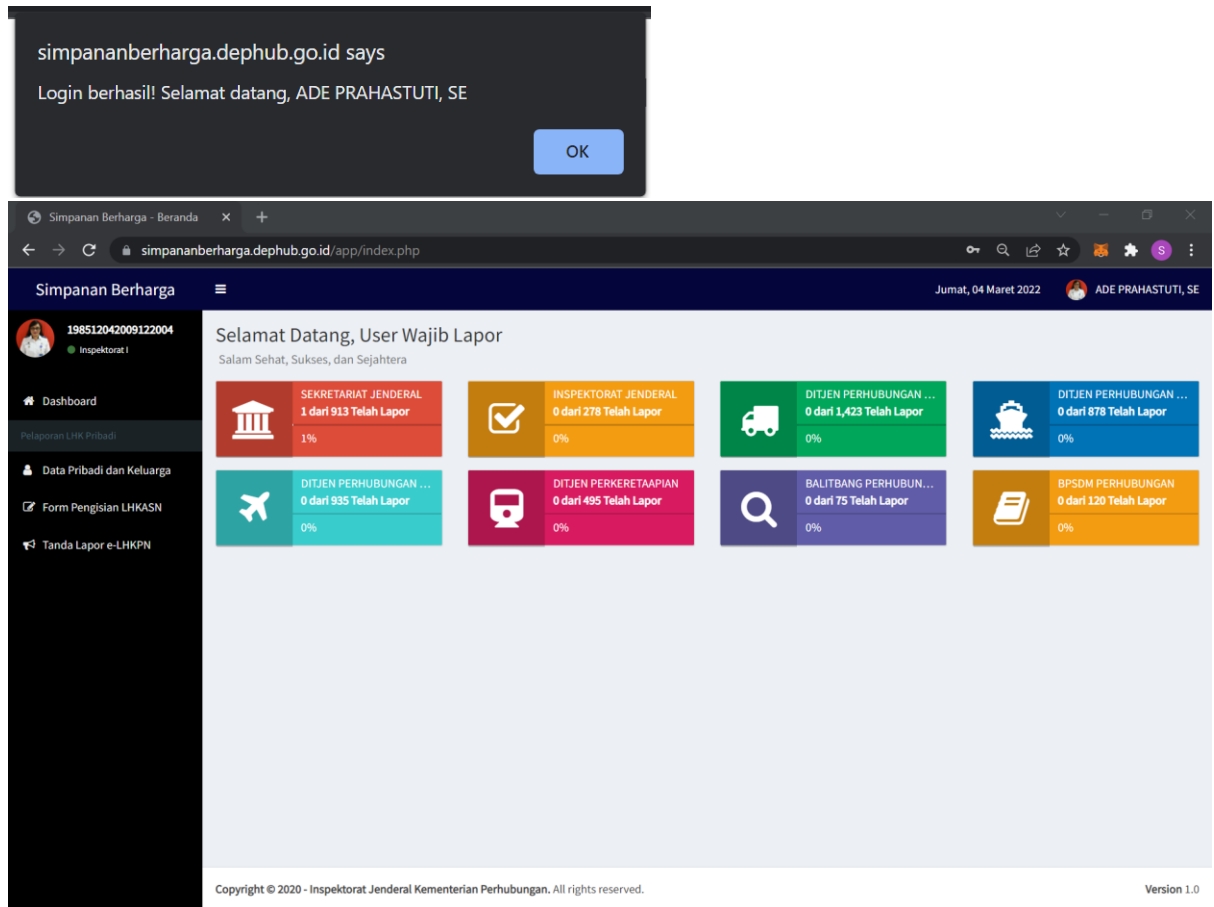 simpananberharga.dephub.go.id says
Login berhasil! Selamat datang, ADE PRAHASTUTI, SE
OK
Simpanan Berharga - Beranda
simpananberharga.dephub.go.id/app/index.php
S
Simpanan Berharga
Jumat, 04 Maret 2022
ADE PRAHASTUTI, SE
198512042009122004
Inspektorat I
Dashboard
Pelaporan LHK Pribadi
Data Pribadi dan Keluarga
Form Pengisian LHKASN
Tanda Lapor e-LHKPN
Selamat Datang, User Wajib Lapor
Salam Sehat, Sukses, dan Sejahtera
SEKRETARIAT JENDERAL
1 dari 913 Telah Lapor
1%
INSPEKTORAT JENDERAL
0 dari 278 Telah Lapor
0%
DITJEN PERHUBUNGAN ...
0 dari 1,423 Telah Lapor
0%
DITJEN PERHUBUNGAN ...
0 dari 878 Telah Lapor
0%
DITJEN PERHUBUNGAN ...
0 dari 935 Telah Lapor
0%
DITJEN PERKERETAAPIAN
0 dari 495 Telah Lapor
0%
BALITBANG PERHUBUN...
0 dari 75 Telah Lapor
0%
BPSDM PERHUBUNGAN
0 dari 120 Telah Lapor
0%
Copyright © 2020 - Inspektorat Jenderal Kementerian Perhubungan. All rights reserved.
Version 1.0